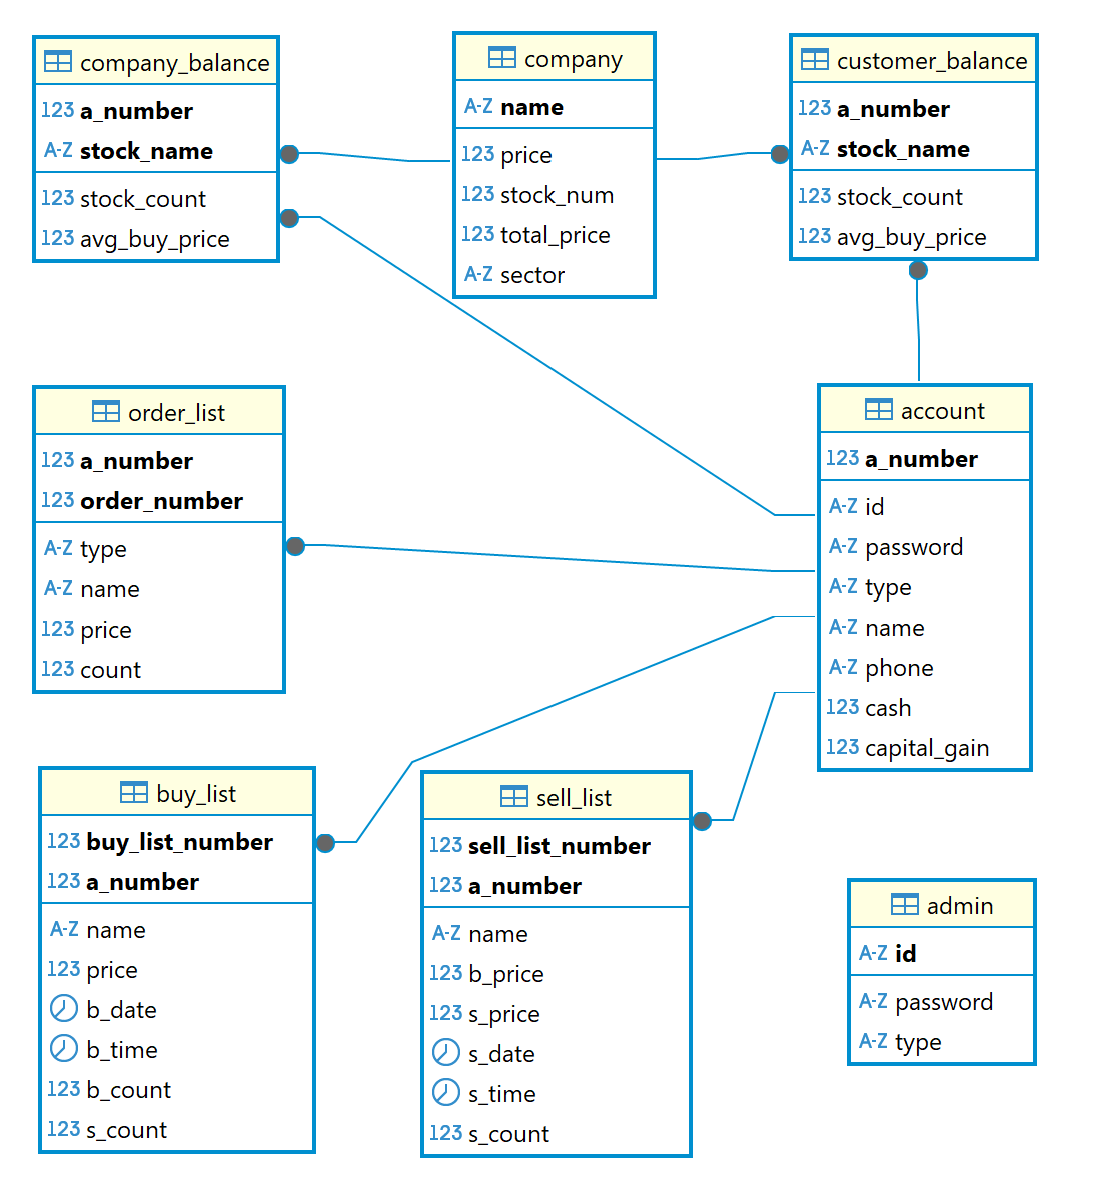 company_balance
123 a_number
A-Z stock_name
123 stock_count
123 avg_buy_price
company
A-Z name
123 price
123 stock_num
123 total_price
A-Z sector
customer_balance
123 a_number
A-Z stock_name
123 stock_count
123 avg_buy_price
order_list
123 a_number
123 order_number
A-Z type
A-Z name
123 price
123 count
account
123 a_number
A-Z id
A-Z password
A-Z type
A-Z name
A-Z phone
123 cash
123 capital_gain
buy_list
123 buy_list_number
123 a_number
A-Z name
123 price
b_date
b_time
123 b_count
123 s_count
sell_list
123 sell_list_number
123 a_number
A-Z name
123 b_price
123 s_price
s_date
s_time
123 s_count
admin
A-Z id
A-Z password
A-Z type